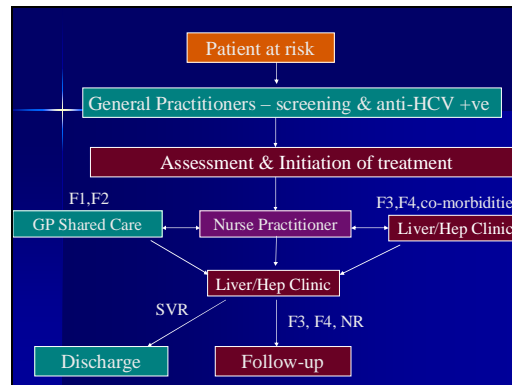 Patient at risk
General Practitioners – screening & anti-HCV +ve
Assessment & Initiation of treatment
F1,F2
F3,F4,co-morbiditie
GP Shared Care
Nurse Practitioner
Liver/Hep Clinic
Liver/Hep Clinic
SVR
F3, F4, NR
Discharge
Follow-up